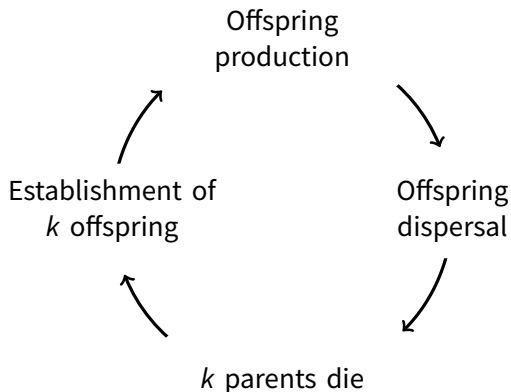 Offspring
production
Offspring
dispersal
k parents die
Establishment of
k offspring